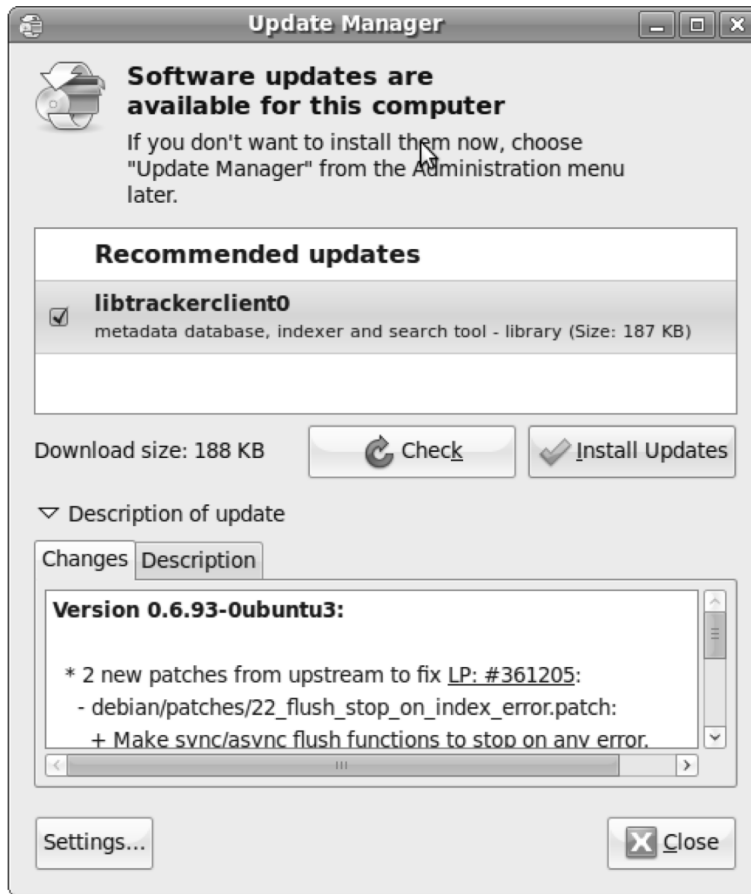 Update Manager
Software updates are
available for this computer
If you don't want to install them now, choose
"Update Manager" from the Administration menu
later.
Recommended updates
libtrackerclient0
metadata database, indexer and search tool - library (Size: 187 KB)
Download size: 188 KB
Check
Install Updates
Description of update
Changes
Description
Version 0.6.93-0ubuntu3:
* 2 new patches from upstream to fix LP: #361205:
- debian/patches/22_flush_stop_on_index_error.patch:
+ Make sync/async flush functions to stop on any error.
Settings...
Close